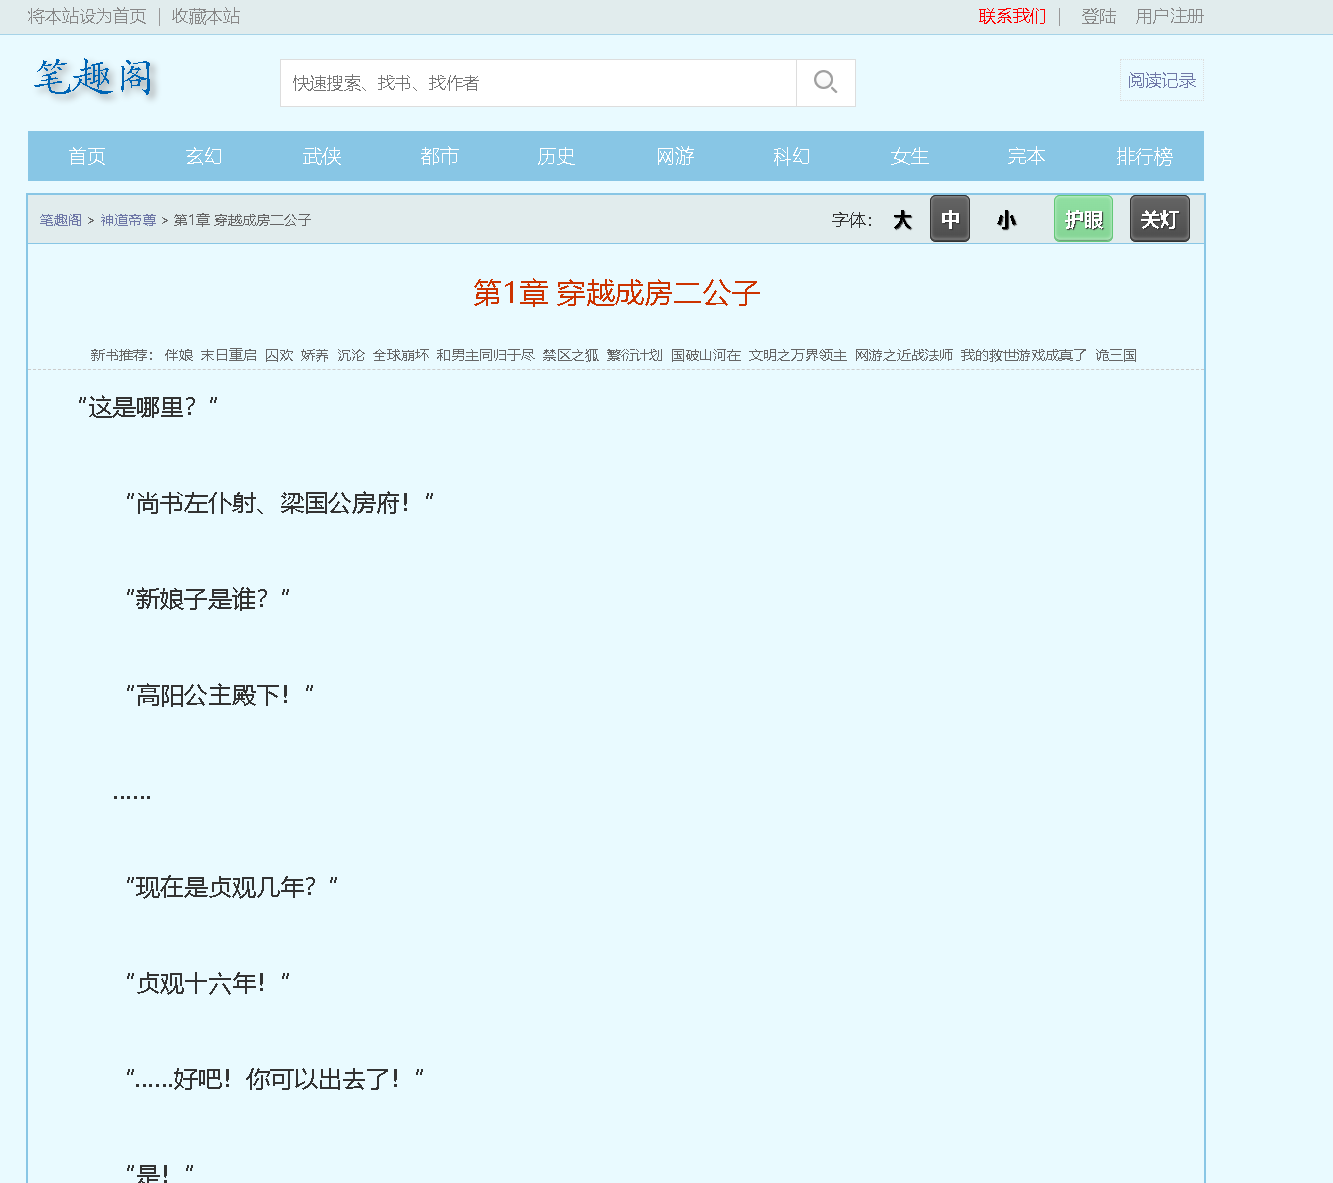 将本站设为首页 | 收藏本站 联系我们 | 登陆 用户注册
笔趣阁 快速搜索、找书、找作者 阅读记录
首页 玄幻 武侠 都市 历史 网游 科幻 女生 完本 排行榜
笔趣阁 > 神道帝尊 > 第1章 穿越成房二公子 字体： 大 中 小 护眼 关灯
第1章 穿越成房二公子
新书推荐： 伴娘 末日重启 囚欢 娇养 沉沦 全球崩坏 和男主同归于尽 禁区之狐 繁衍计划 国破山河在 文明之万界领主 网游之近战法师 我的救世游戏成真了 诡三国
“这是哪里？”
“尚书左仆射、梁国公房府！”
“新娘子是谁？”
“高阳公主殿下！”
……
“现在是贞观几年？”
“贞观十六年！”
“……好吧！你可以出去了！”
“是！”